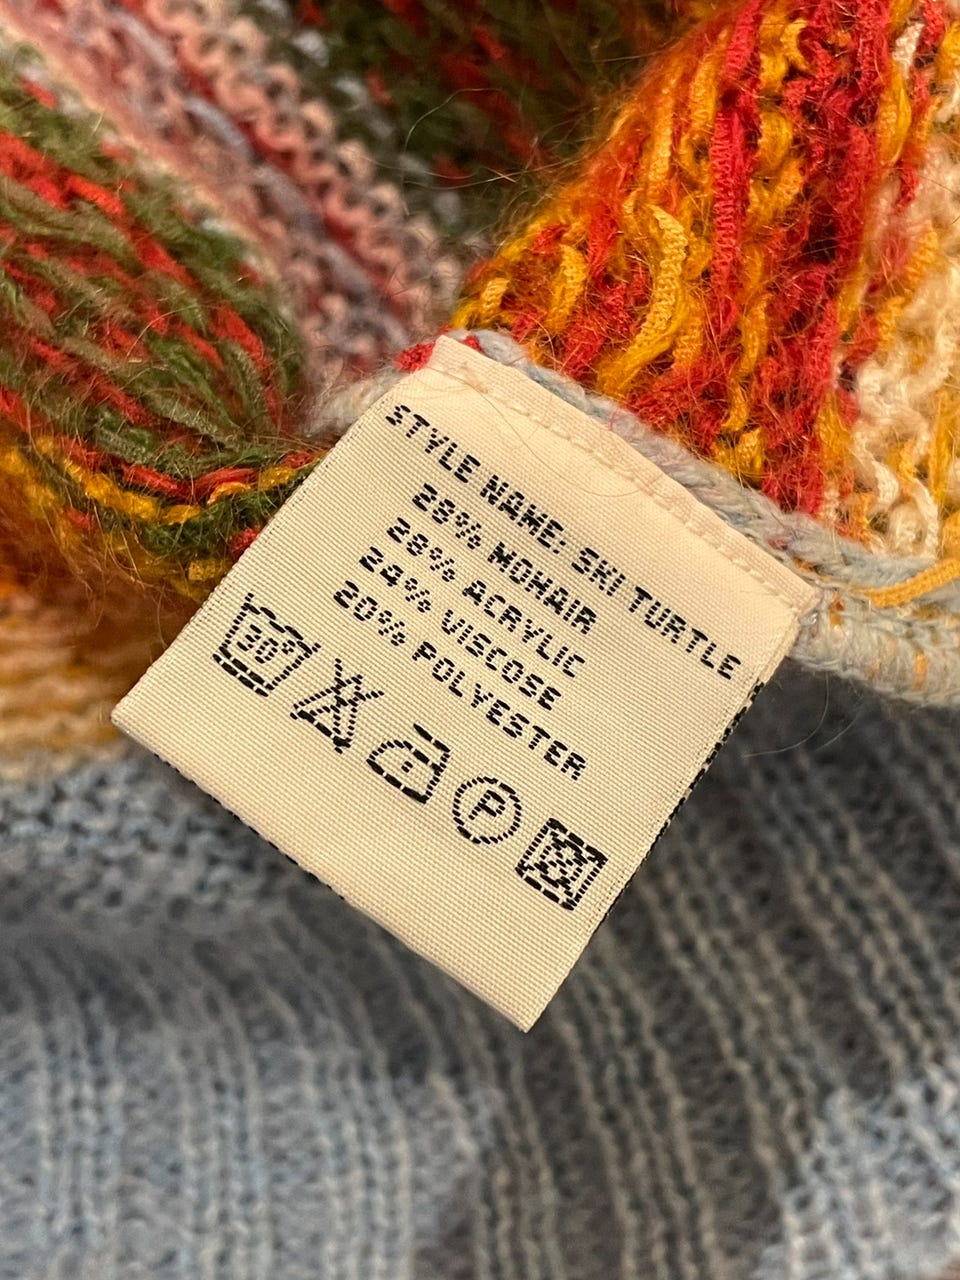 STYLE NAME: SKI TURTLE
28% MOHAIR
28% ACRYLIC
24% VISCOSE
20% POLYESTER
30°
P